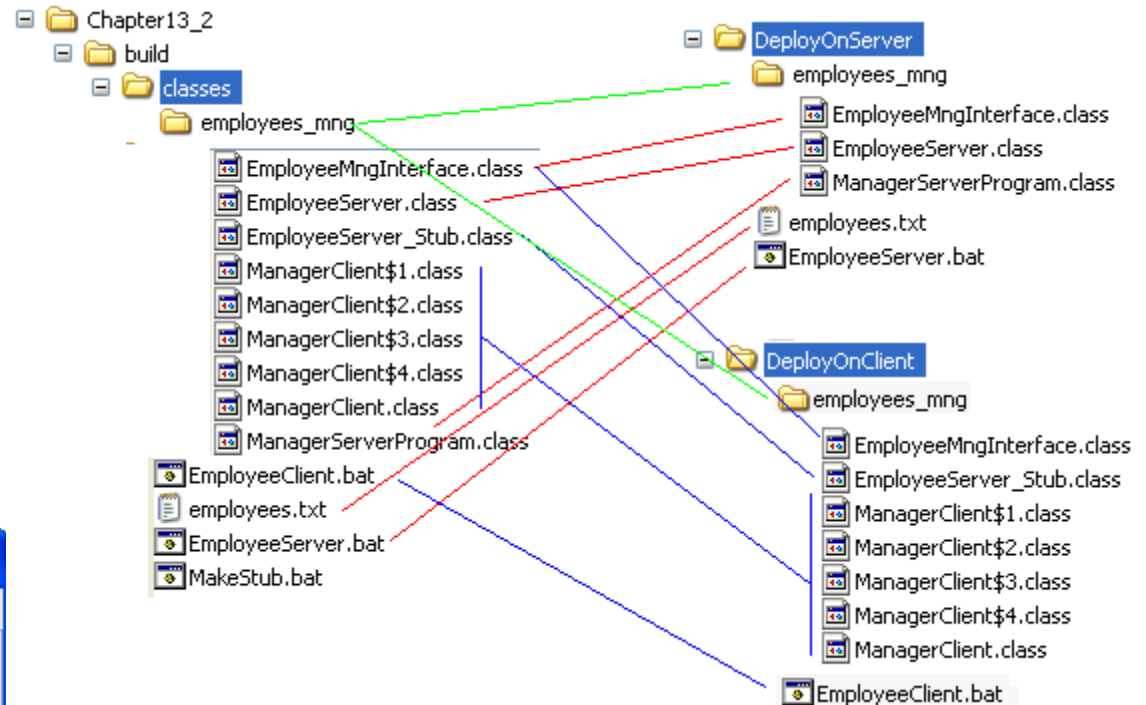 Chapter13_2
build
classes
employees_mng
EmployeeMngInterface.class
EmployeeServer.class
EmployeeServer_Stub.class
ManagerClient$1.class
ManagerClient$2.class
ManagerClient$3.class
ManagerClient$4.class
ManagerClient.class
ManagerServerProgram.class
EmployeeClient.bat
employees.txt
EmployeeServer.bat
MakeStub.bat
DeployOnServer
employees_mng
EmployeeMngInterface.class
EmployeeServer.class
ManagerServerProgram.class
employees.txt
EmployeeServer.bat
DeployOnClient
employees_mng
EmployeeMngInterface.class
EmployeeServer_Stub.class
ManagerClient$1.class
ManagerClient$2.class
ManagerClient$3.class
ManagerClient$4.class
ManagerClient.class
EmployeeClient.bat